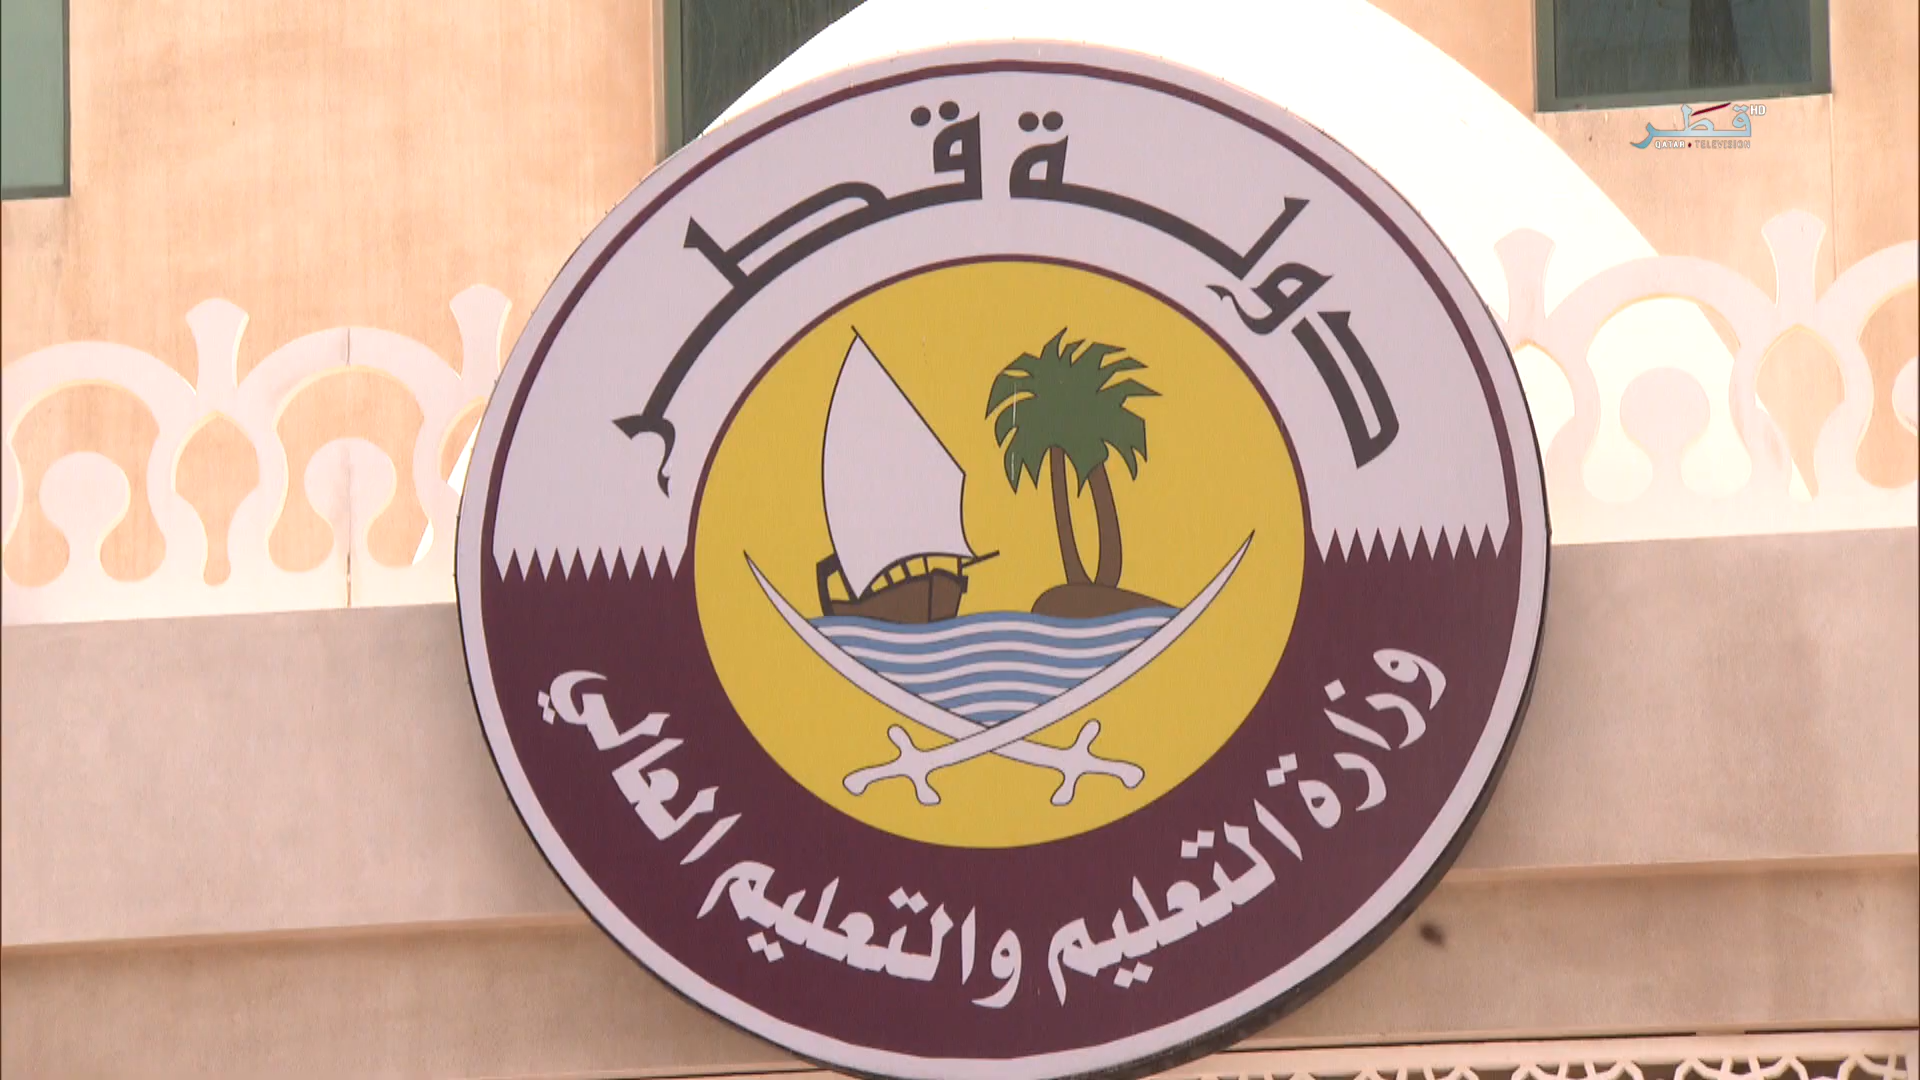 دولة قطر
وزارة التعليم والتعليم العالي
قطر HD
QATAR TELEVISION